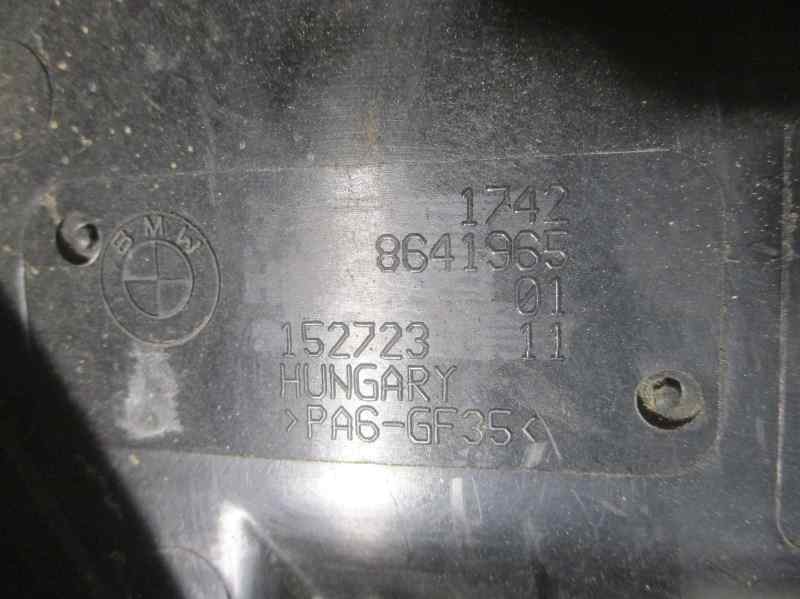 1742
8641965
01
BMW
152723 11
HUNGARY
>PA6-GF35<